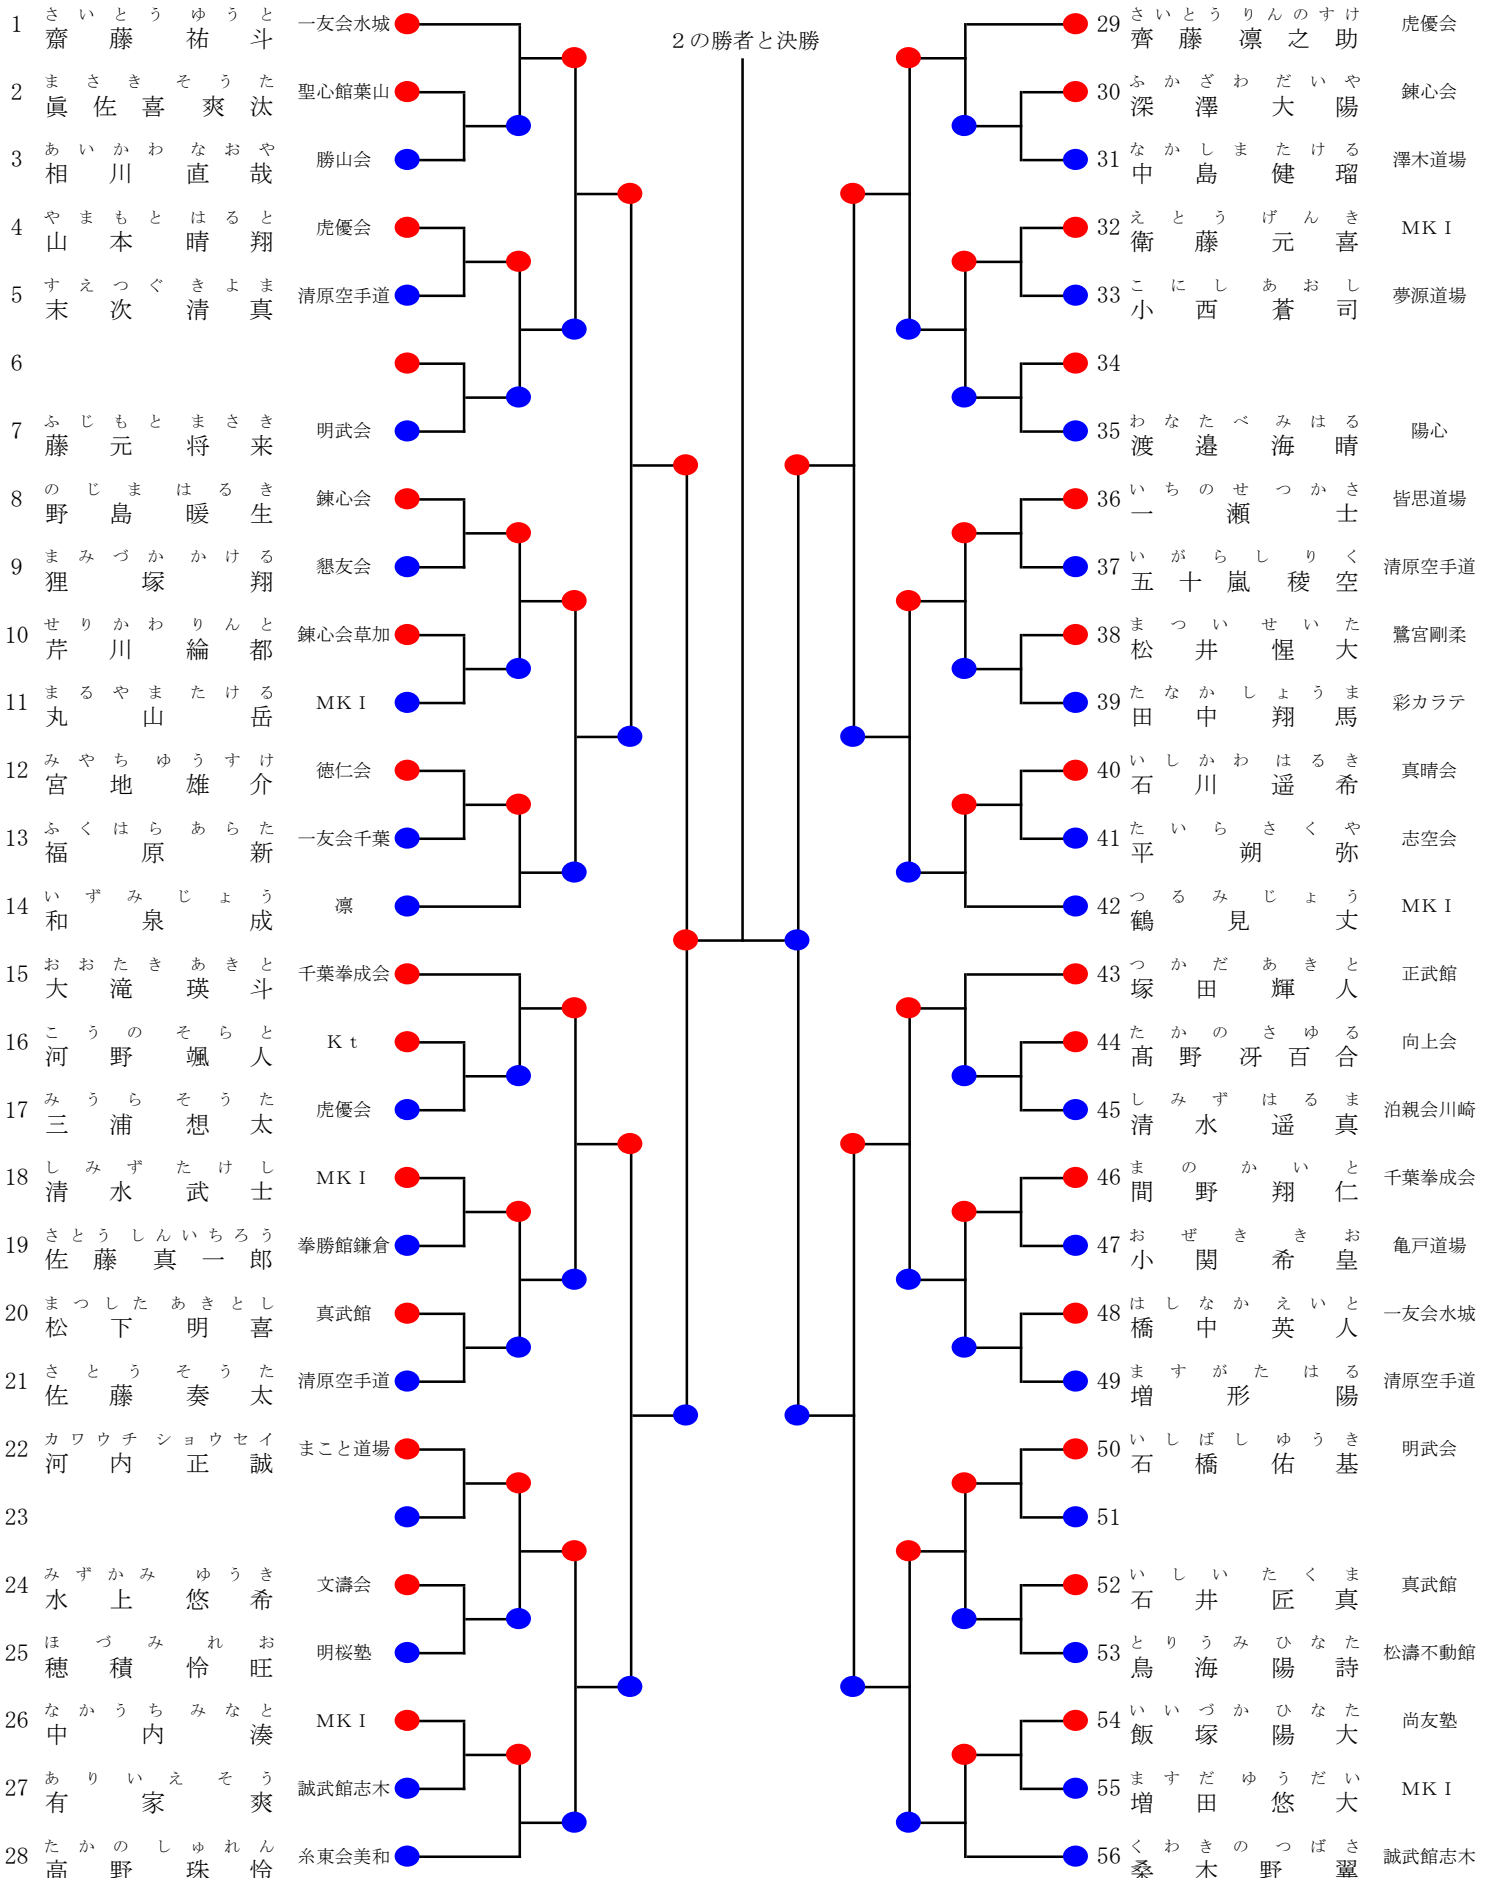 ２の勝者と決勝
さいとう ゆうと
1 齋藤 祐斗 一友会水城
まさき そうた
2 眞佐喜 爽汰 聖心館葉山
あいかわ なおや
3 相川 直哉 勝山会
やまもと はると
4 山本 晴翔 虎優会
すえつぐ きよま
5 末次 清真 清原空手道
6
ふじもと まさき
7 藤元 将来 明武会
のじま はるき
8 野島 暖生 錬心会
まみづか かける
9 狸塚 翔 懇友会
せりかわ りんと
10 芹川 綸都 錬心会草加
まるやま たける
11 丸山 岳 ＭＫＩ
みやち ゆうすけ
12 宮地 雄介 徳仁会
ふくはら あらた
13 福原 新 一友会千葉
いずみ じょう
14 和泉 成 凛
おおたき あきと
15 大滝 瑛斗 千葉拳成会
こうの そらと
16 河野 颯人 Ｋｔ
みうら そうた
17 三浦 想太 虎優会
しみず たけし
18 清水 武士 ＭＫＩ
さとう しんいちろう
19 佐藤 真一郎 拳勝館鎌倉
まつした あきとし
20 松下 明喜 真武館
さとう そうた
21 佐藤 奏太 清原空手道
カワウチ ショウセイ
22 河内 正誠 まこと道場
23
みずかみ ゆうき
24 水上 悠希 文濤会
ほづみ れお
25 穂積 怜旺 明桜塾
なかうち みなと
26 中内 湊 ＭＫＩ
ありいえ そう
27 有家 爽 誠武館志木
たかの しゅれん
28 高野 珠怜 糸東会美和
さいとう りんのすけ
29 齊藤 凛之助 虎優会
ふかざわ だいや
30 深澤 大陽 錬心会
なかしま たける
31 中島 健瑠 澤木道場
えとう げんき
32 衛藤 元喜 ＭＫＩ
こにし あおし
33 小西 蒼司 夢源道場
34
わなたべ みはる
35 渡邉 海晴 陽心
いちのせ つかさ
36 一瀬 士 皆思道場
いがらし りく
37 五十嵐 稜空 清原空手道
まつい せいた
38 松井 惺大 鷲宮剛柔
たなか しょうま
39 田中 翔馬 彩カラテ
いしかわ はるき
40 石川 遥希 真晴会
たいら さくや
41 平 朔弥 志空会
つるみ じょう
42 鶴見 丈 ＭＫＩ
つかだ あきと
43 塚田 輝人 正武館
たかの さゆる
44 髙野 冴百合 向上会
しみず はるま
45 清水 遥真 泊親会川崎
まの かいと
46 間野 翔仁 千葉拳成会
おぜき きお
47 小関 希皇 亀戸道場
はしなか えいと
48 橋中 英人 一友会水城
ますがた はる
49 増形 陽 清原空手道
いしばし ゆうき
50 石橋 佑基 明武会
51
いしい たくま
52 石井 匠真 真武館
とりうみ ひなた
53 鳥海 陽詩 松濤不動館
いいづか ひなた
54 飯塚 陽大 尚友塾
ますだ ゆうだい
55 増田 悠大 ＭＫＩ
くわきの つばさ
56 桑木野 翼 誠武館志木